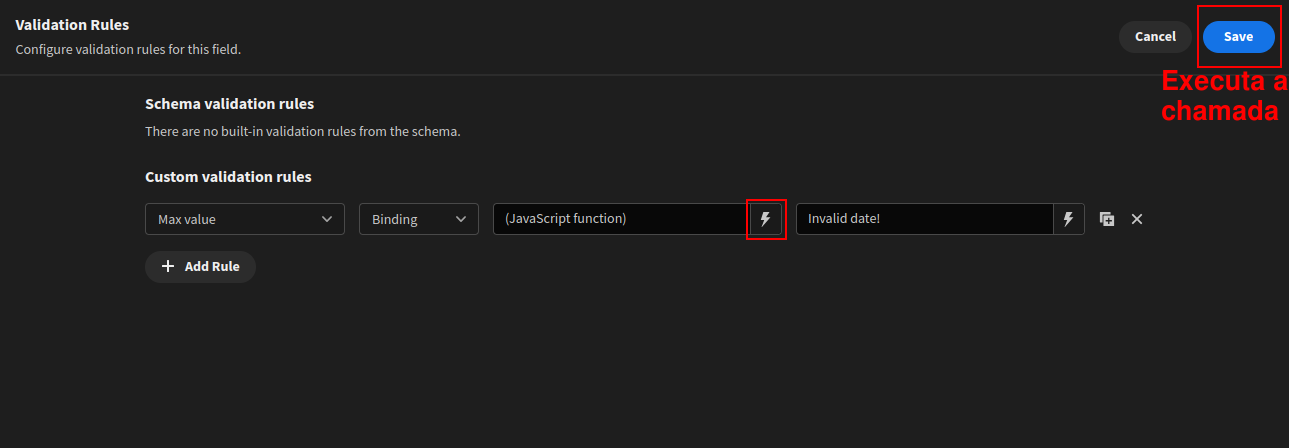 Validation Rules
Configure validation rules for this field.
Cancel
Save
Executa a
chamada
Schema validation rules
There are no built-in validation rules from the schema.
Custom validation rules
Max value
Binding
(JavaScript function)
Invalid date!
Add Rule